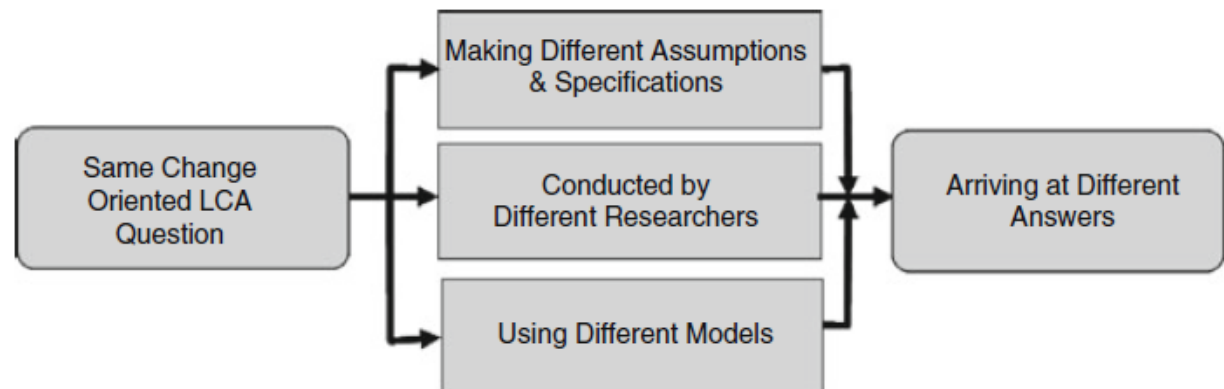 Same Change
Oriented LCA
Question
Making Different Assumptions
& Specifications
Conducted by
Different Researchers
Using Different Models
Arriving at Different
Answers